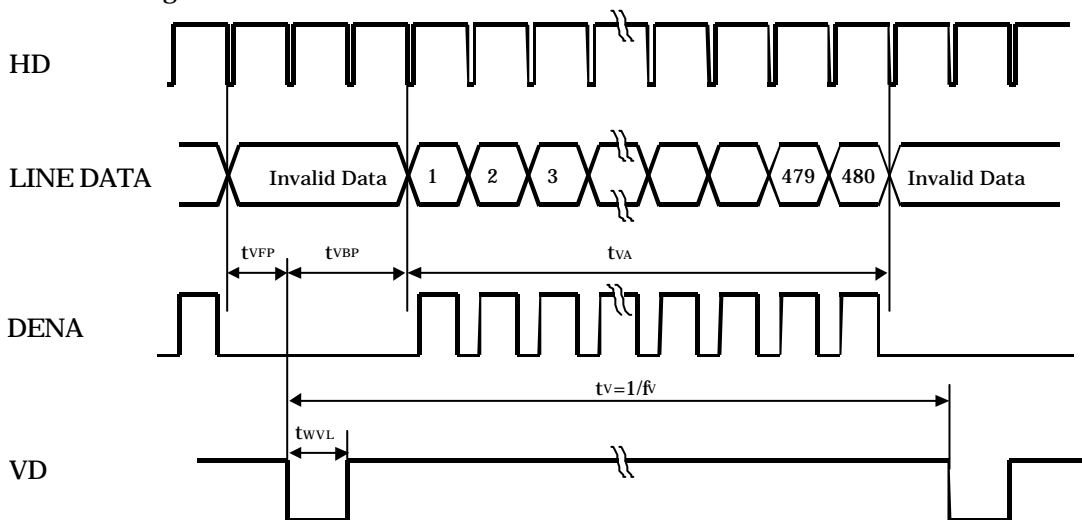 g
HD
LINE DATA
Invalid Data 1 2 3 479 480 Invalid Data
tVFP tVBP tVA
DENA
tV=1/fV
tWVL
VD